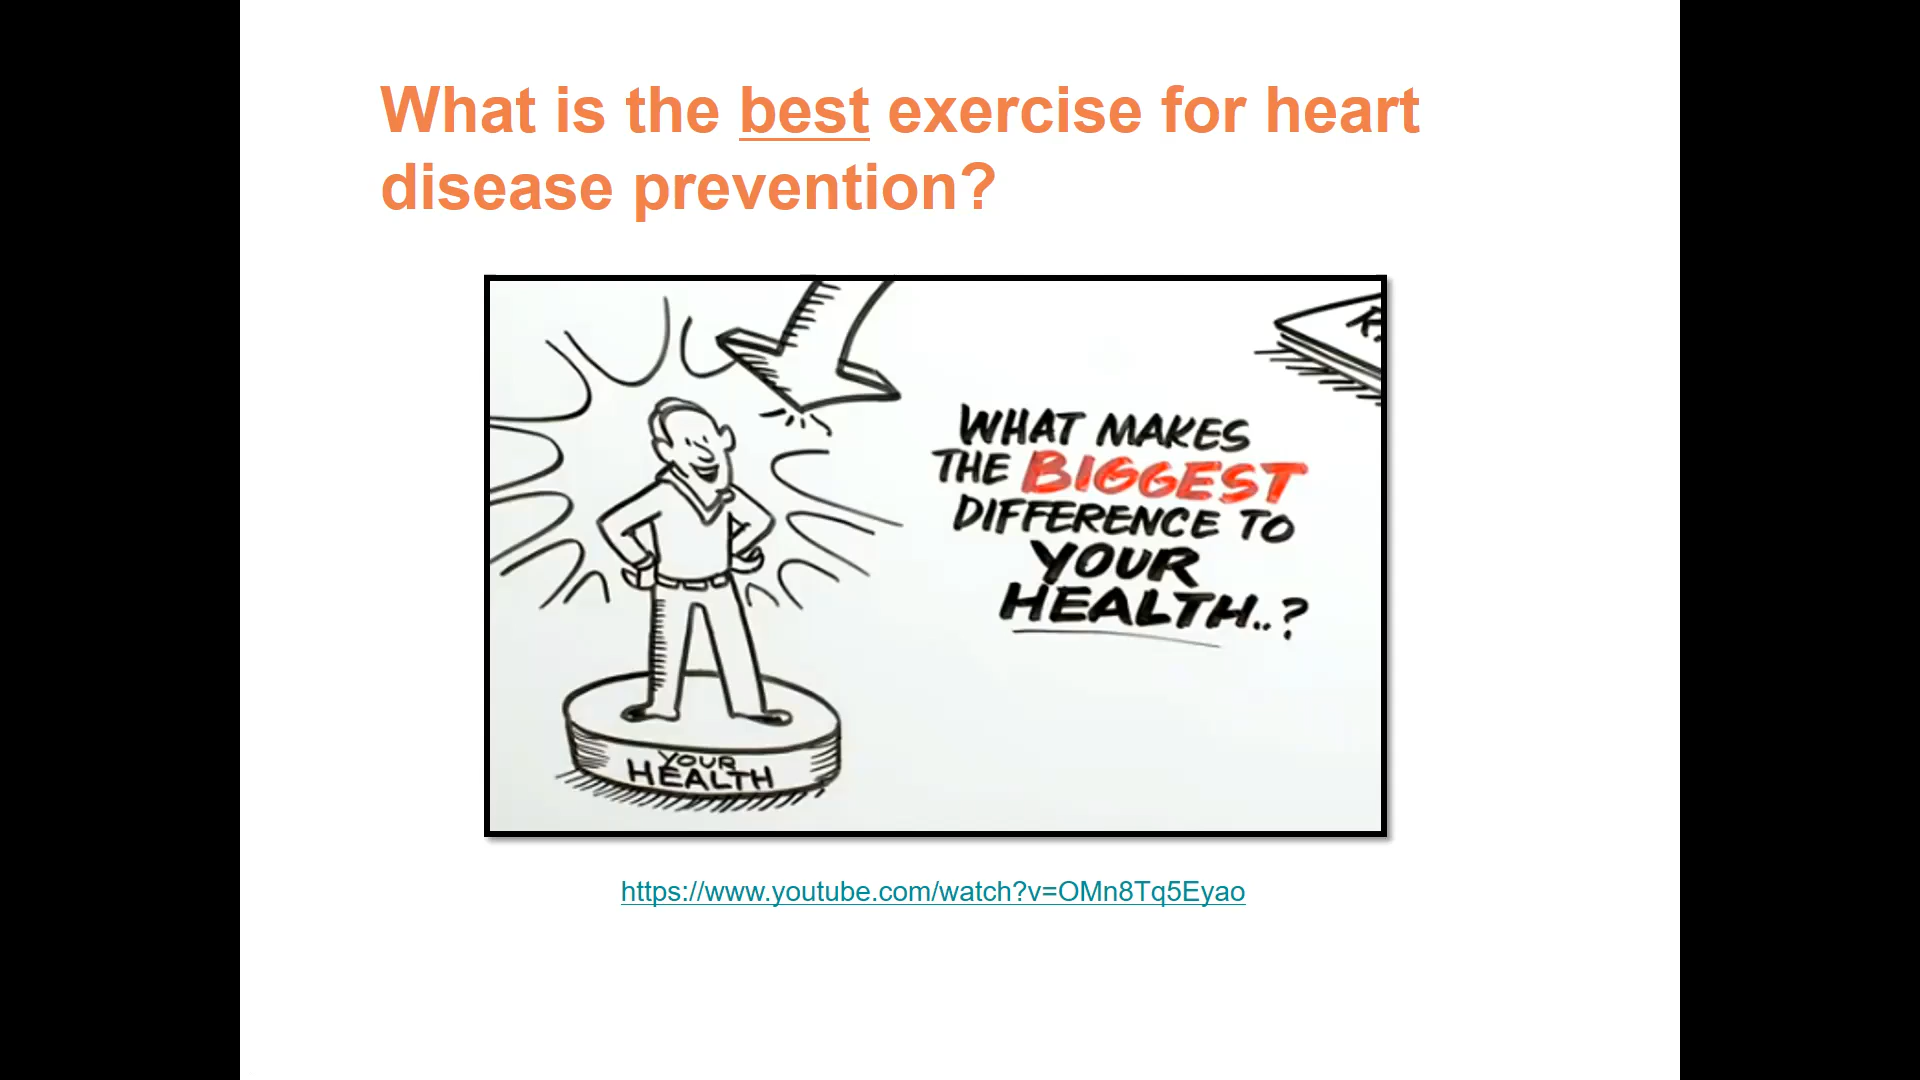 What is the best exercise for heart
disease prevention?
WHAT MAKES
THE BIGGEST
DIFFERENCE TO
YOUR
HEALTH..?
YOUR
HEALTH
https://www.youtube.com/watch?v=OMn8Tq5Eyao